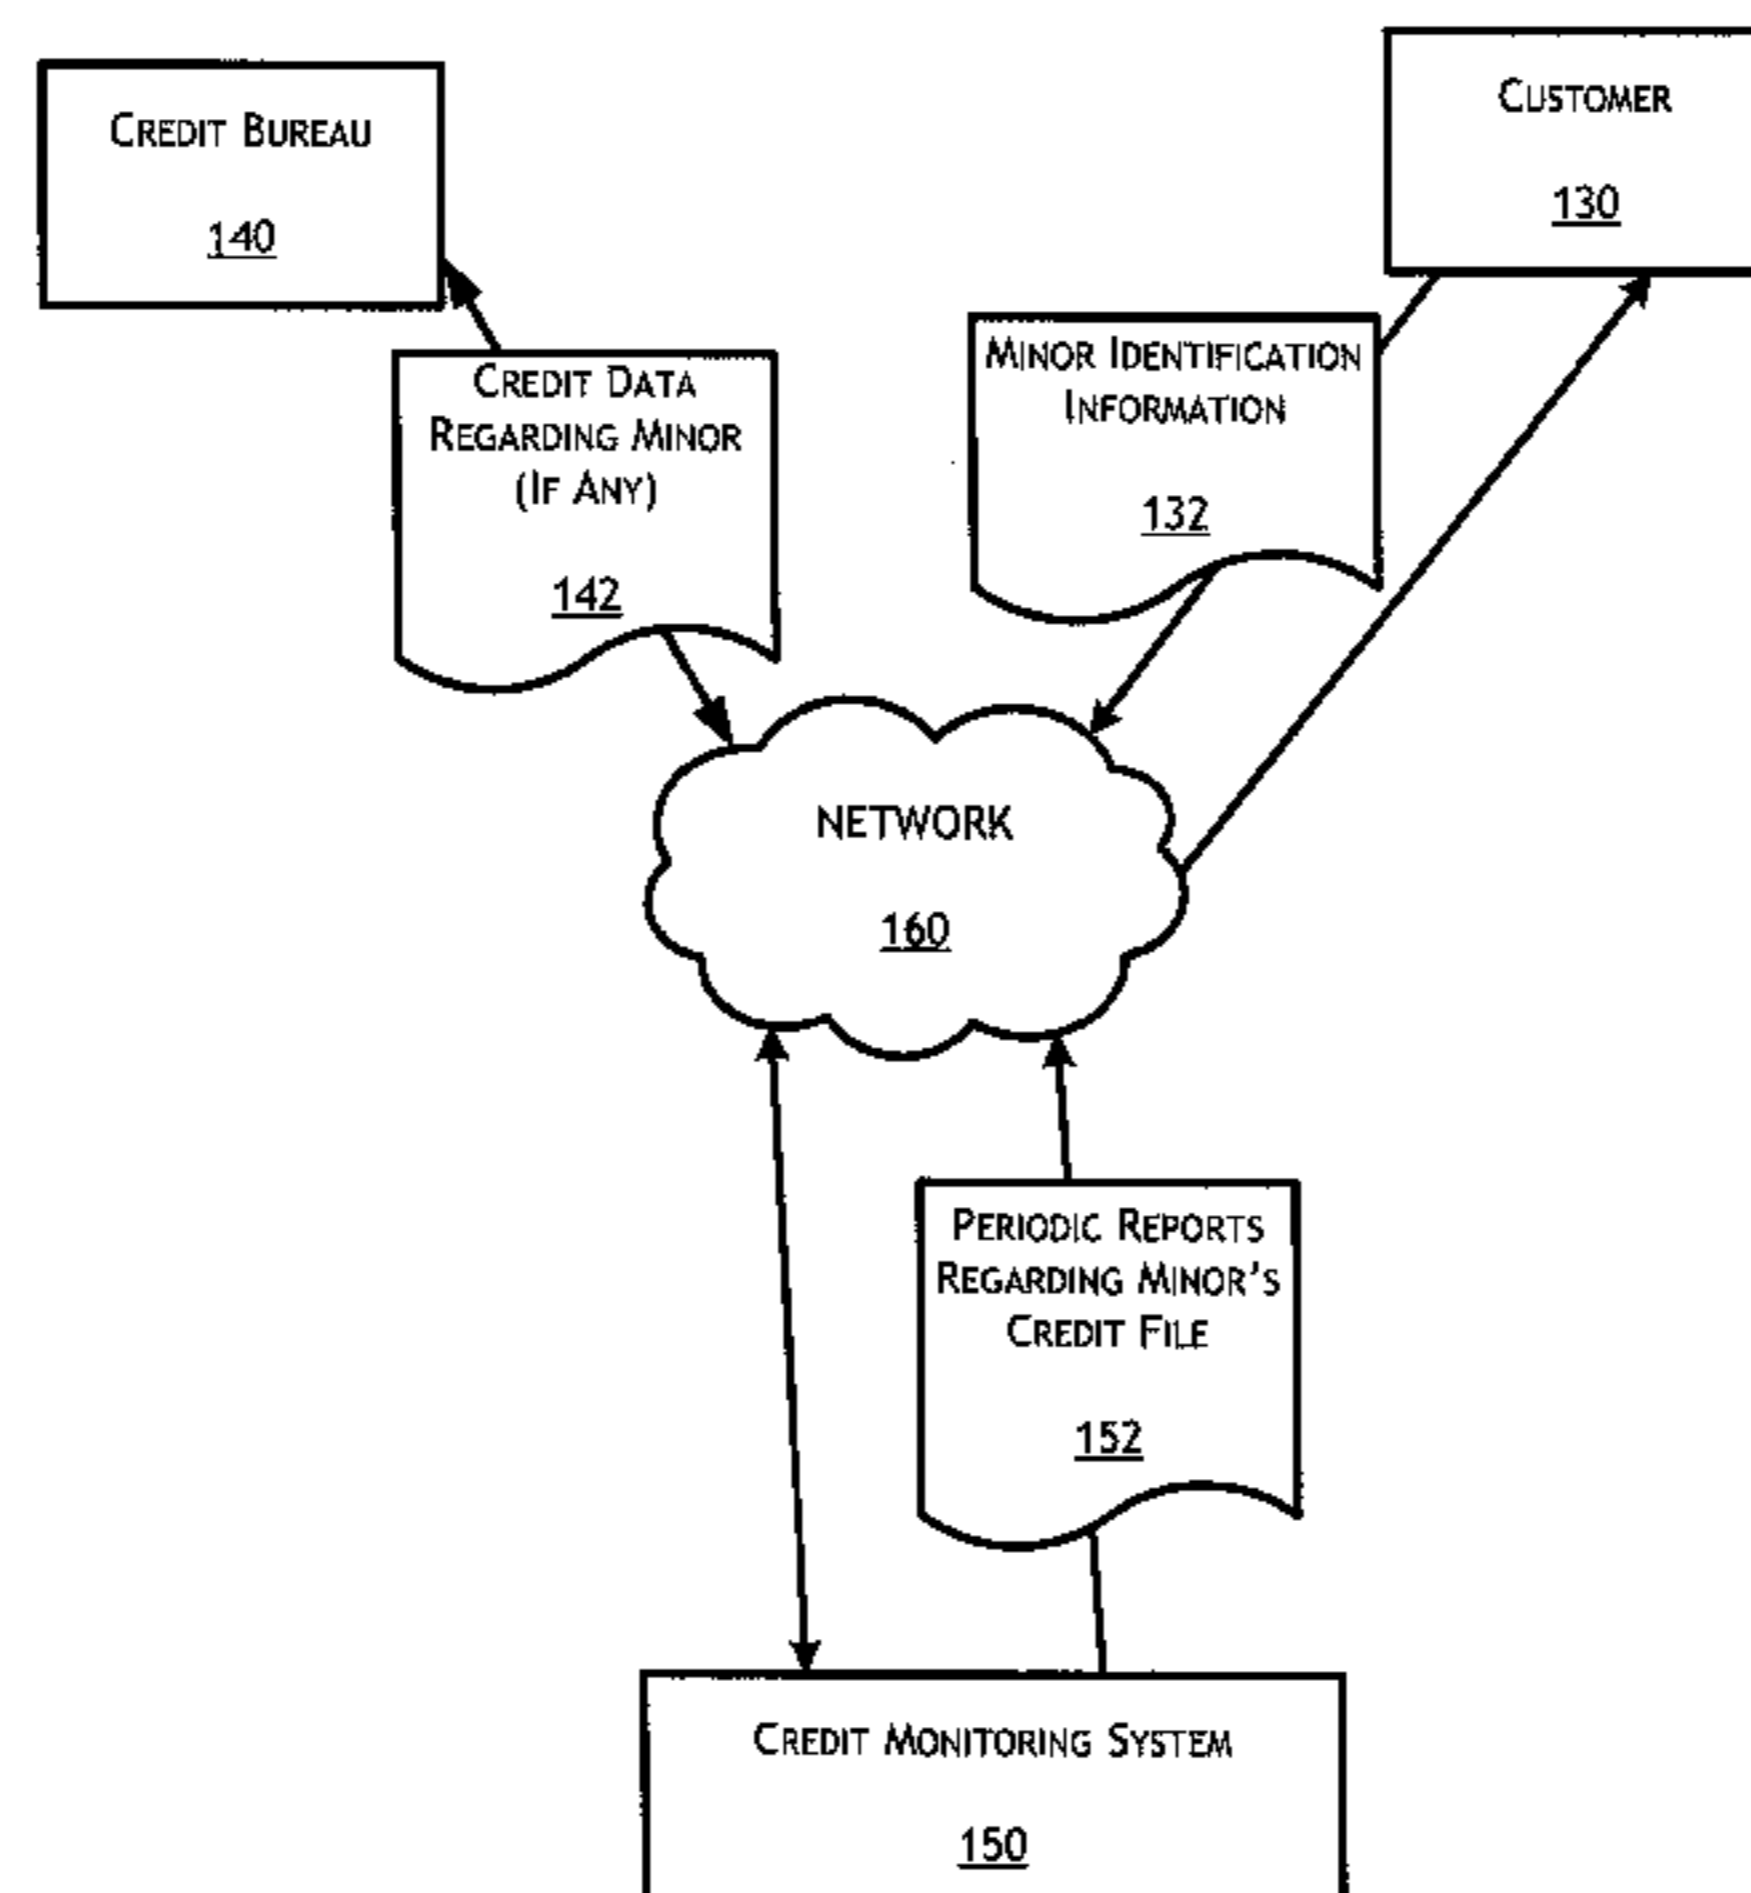 CREDIT BUREAU
140
CUSTOMER
130
CREDIT DATA
REGARDING MINOR
(IF ANY)
142
MINOR IDENTIFICATION
INFORMATION
132
NETWORK
160
PERIODIC REPORTS
REGARDING MINOR'S
CREDIT FILE
152
CREDIT MONITORING SYSTEM
150